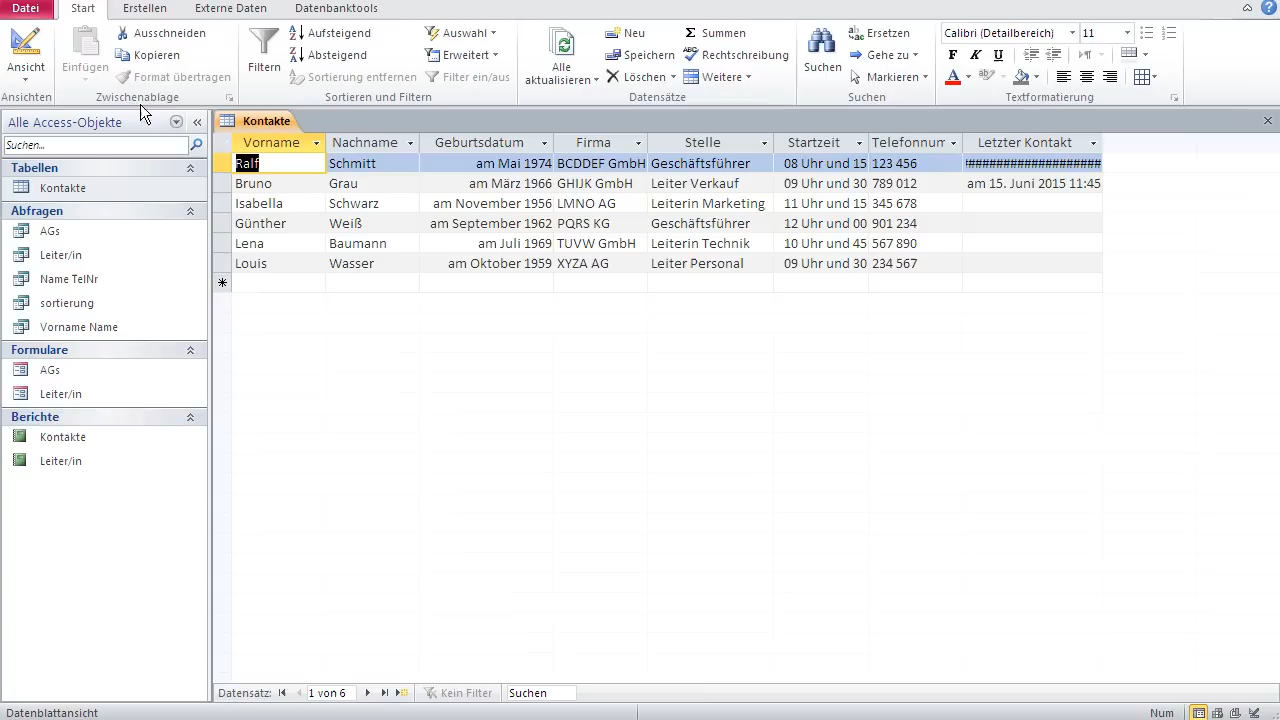 Datei Start Erstellen Externe Daten Datenbanktools
Ausschneiden Aufsteigend Auswahl Neu Summen Ersetzen Calibri (Detailbereich) 11
Ansicht Einfügen Kopieren Filtern Absteigend Erweitert Alle aktualisieren Speichern Rechtschreibung Suchen Gehe zu F K U
Format übertragen Sortierung entfernen Filter ein/aus Löschen Weitere Markieren A
Ansichten Zwischenablage Sortieren und Filtern Datensätze Suchen Textformatierung
Alle Access-Objekte
Suchen...
Tabellen
Kontakte
Abfragen
AGs
Leiter/in
Name TelNr
sortierung
Vorname Name
Formulare
AGs
Leiter/in
Berichte
Kontakte
Leiter/in
Kontakte
Vorname Nachname Geburtsdatum Firma Stelle Startzeit Telefonnum Letzter Kontakt
Ralf Schmitt am Mai 1974 BCDDEF GmbH Geschäftsführer 08 Uhr und 15 123 456 ####################
Bruno Grau am März 1966 GHIJK GmbH Leiter Verkauf 09 Uhr und 30 789 012 am 15. Juni 2015 11:45
Isabella Schwarz am November 1956 LMNO AG Leiterin Marketing 11 Uhr und 15 345 678
Günther Weiß am September 1962 PQRS KG Geschäftsführer 12 Uhr und 00 901 234
Lena Baumann am Juli 1969 TUVW GmbH Leiterin Technik 10 Uhr und 45 567 890
Louis Wasser am Oktober 1959 XYZA AG Leiter Personal 09 Uhr und 30 234 567
Datensatz: 1 von 6 Kein Filter Suchen
Datenblattansicht Num